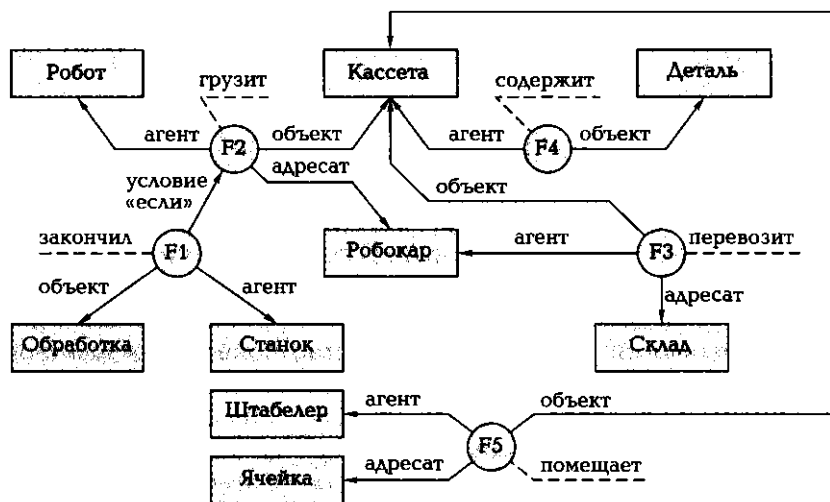 Робот
грузит
Кассета
содержит
Деталь
агент
F2
объект
агент
F4
объект
условие
«если»
адресат
объект
закончил
F1
Робокар
агент
F3
перевозит
объект
агент
адресат
Обработка
Станок
Склад
Штабелер
агент
объект
F5
Ячейка
адресат
помещает